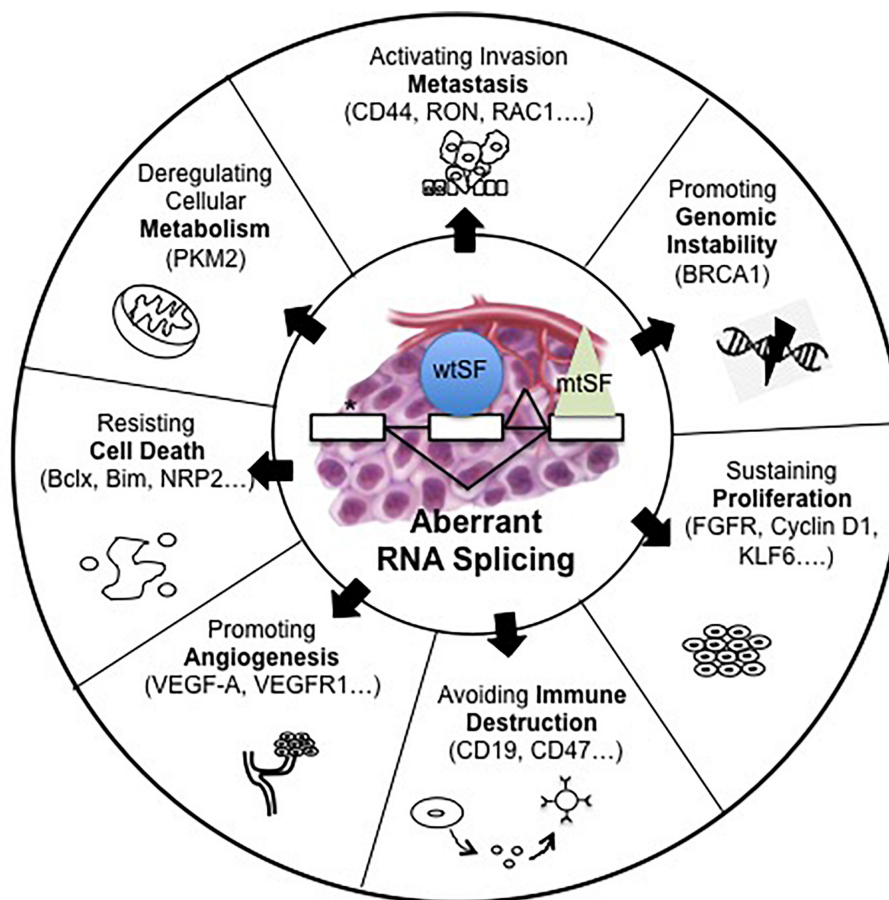 Activating Invasion
Metastasis
(CD44, RON, RAC1....)
Promoting
Genomic
Instability
(BRCA1)
Sustaining
Proliferation
(FGFR, Cyclin D1,
KLF6....)
Avoiding Immune
Destruction
(CD19, CD47...)
Promoting
Angiogenesis
(VEGF-A, VEGFR1...)
Resisting
Cell Death
(Bclx, Bim, NRP2...)
Deregulating
Cellular
Metabolism
(PKM2)
wtSF
mtSF
*
Aberrant
RNA Splicing